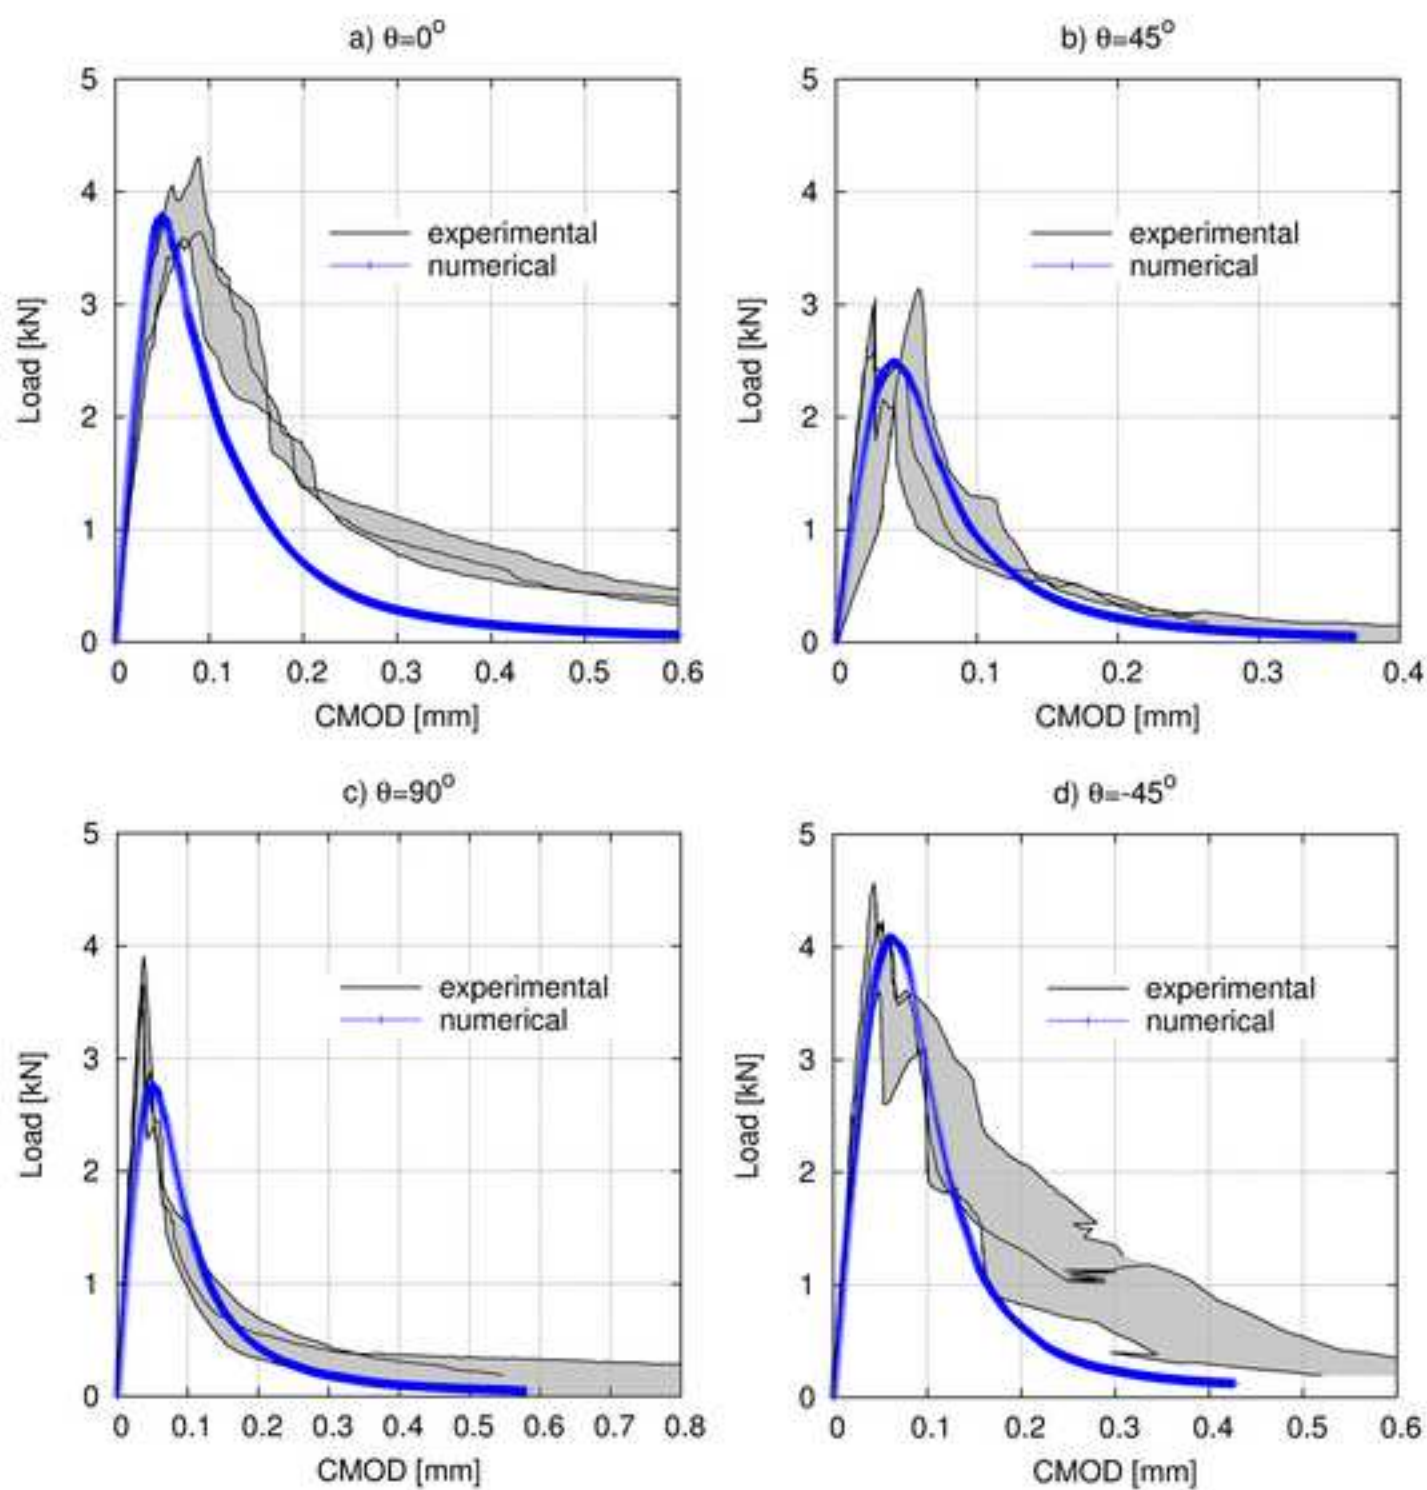 a) θ=0°
5
4
3
2
1
0
Load [kN]
experimental
numerical
0 0.1 0.2 0.3 0.4 0.5 0.6
CMOD [mm]
b) θ=45°
5
4
3
2
1
0
Load [kN]
experimental
numerical
0 0.1 0.2 0.3 0.4
CMOD [mm]
c) θ=90°
5
4
3
2
1
0
Load [kN]
experimental
numerical
0 0.1 0.2 0.3 0.4 0.5 0.6 0.7 0.8
CMOD [mm]
d) θ=-45°
5
4
3
2
1
0
Load [kN]
experimental
numerical
0 0.1 0.2 0.3 0.4 0.5 0.6
CMOD [mm]